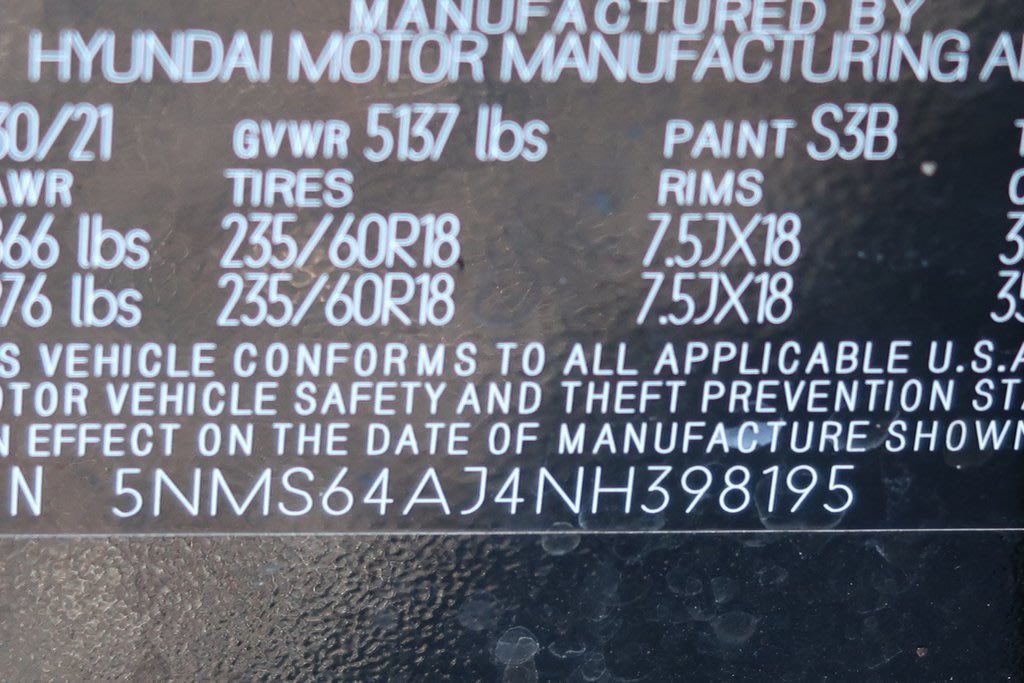 MANUFACTURED BY
HYUNDAI MOTOR MANUFACTURING
30/21 GVWR 5137 lbs PAINT S3B
AWR TIRES RIMS
366 lbs 235/60R18 7.5JX18
976 lbs 235/60R18 7.5JX18
S VEHICLE CONFORMS TO ALL APPLICABLE U.S.A
OTOR VEHICLE SAFETY AND THEFT PREVENTION STA
N EFFECT ON THE DATE OF MANUFACTURE SHOWN
N 5NMS64AJ4NH398195